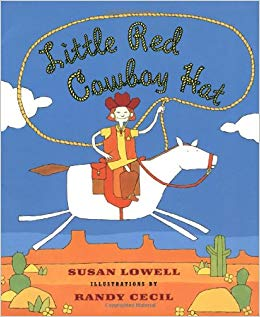 Little Red
Cowboy Hat
SUSAN LOWELL
ILLUSTRATIONS BY
RANDY CECIL